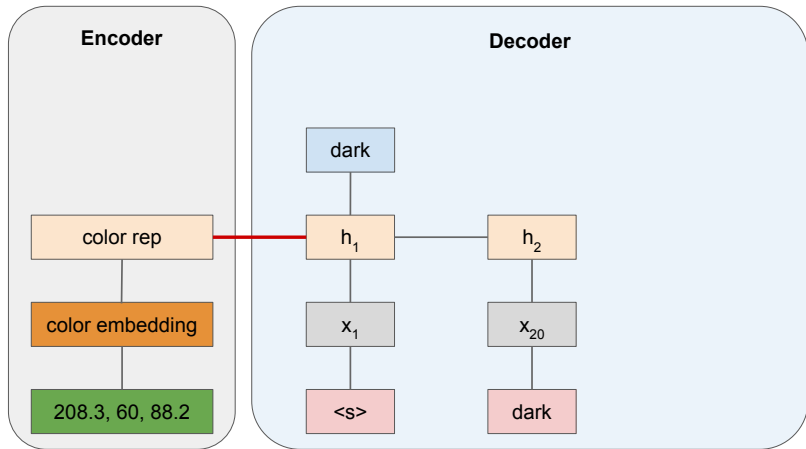 Encoder
Decoder
dark
color rep
h₁
h₂
color embedding
x₁
x₂₀
208.3, 60, 88.2
<s>
dark